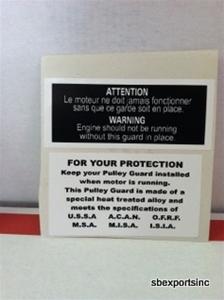 ATTENTION
Le moteur ne doit jamais fonctionner
sans que ce garde soit en place.
WARNING
Engine should not be running
without this guard in place.
FOR YOUR PROTECTION
Keep your Pulley Guard installed
when motor is running.
This Pulley Guard is made of a
special heat treated alloy and
meets the specifications of
U.S.S.A A.C.A.N. O.F.R.F.
M.S.A. M.I.S.A. I.S.I.A.
sbexportsinc